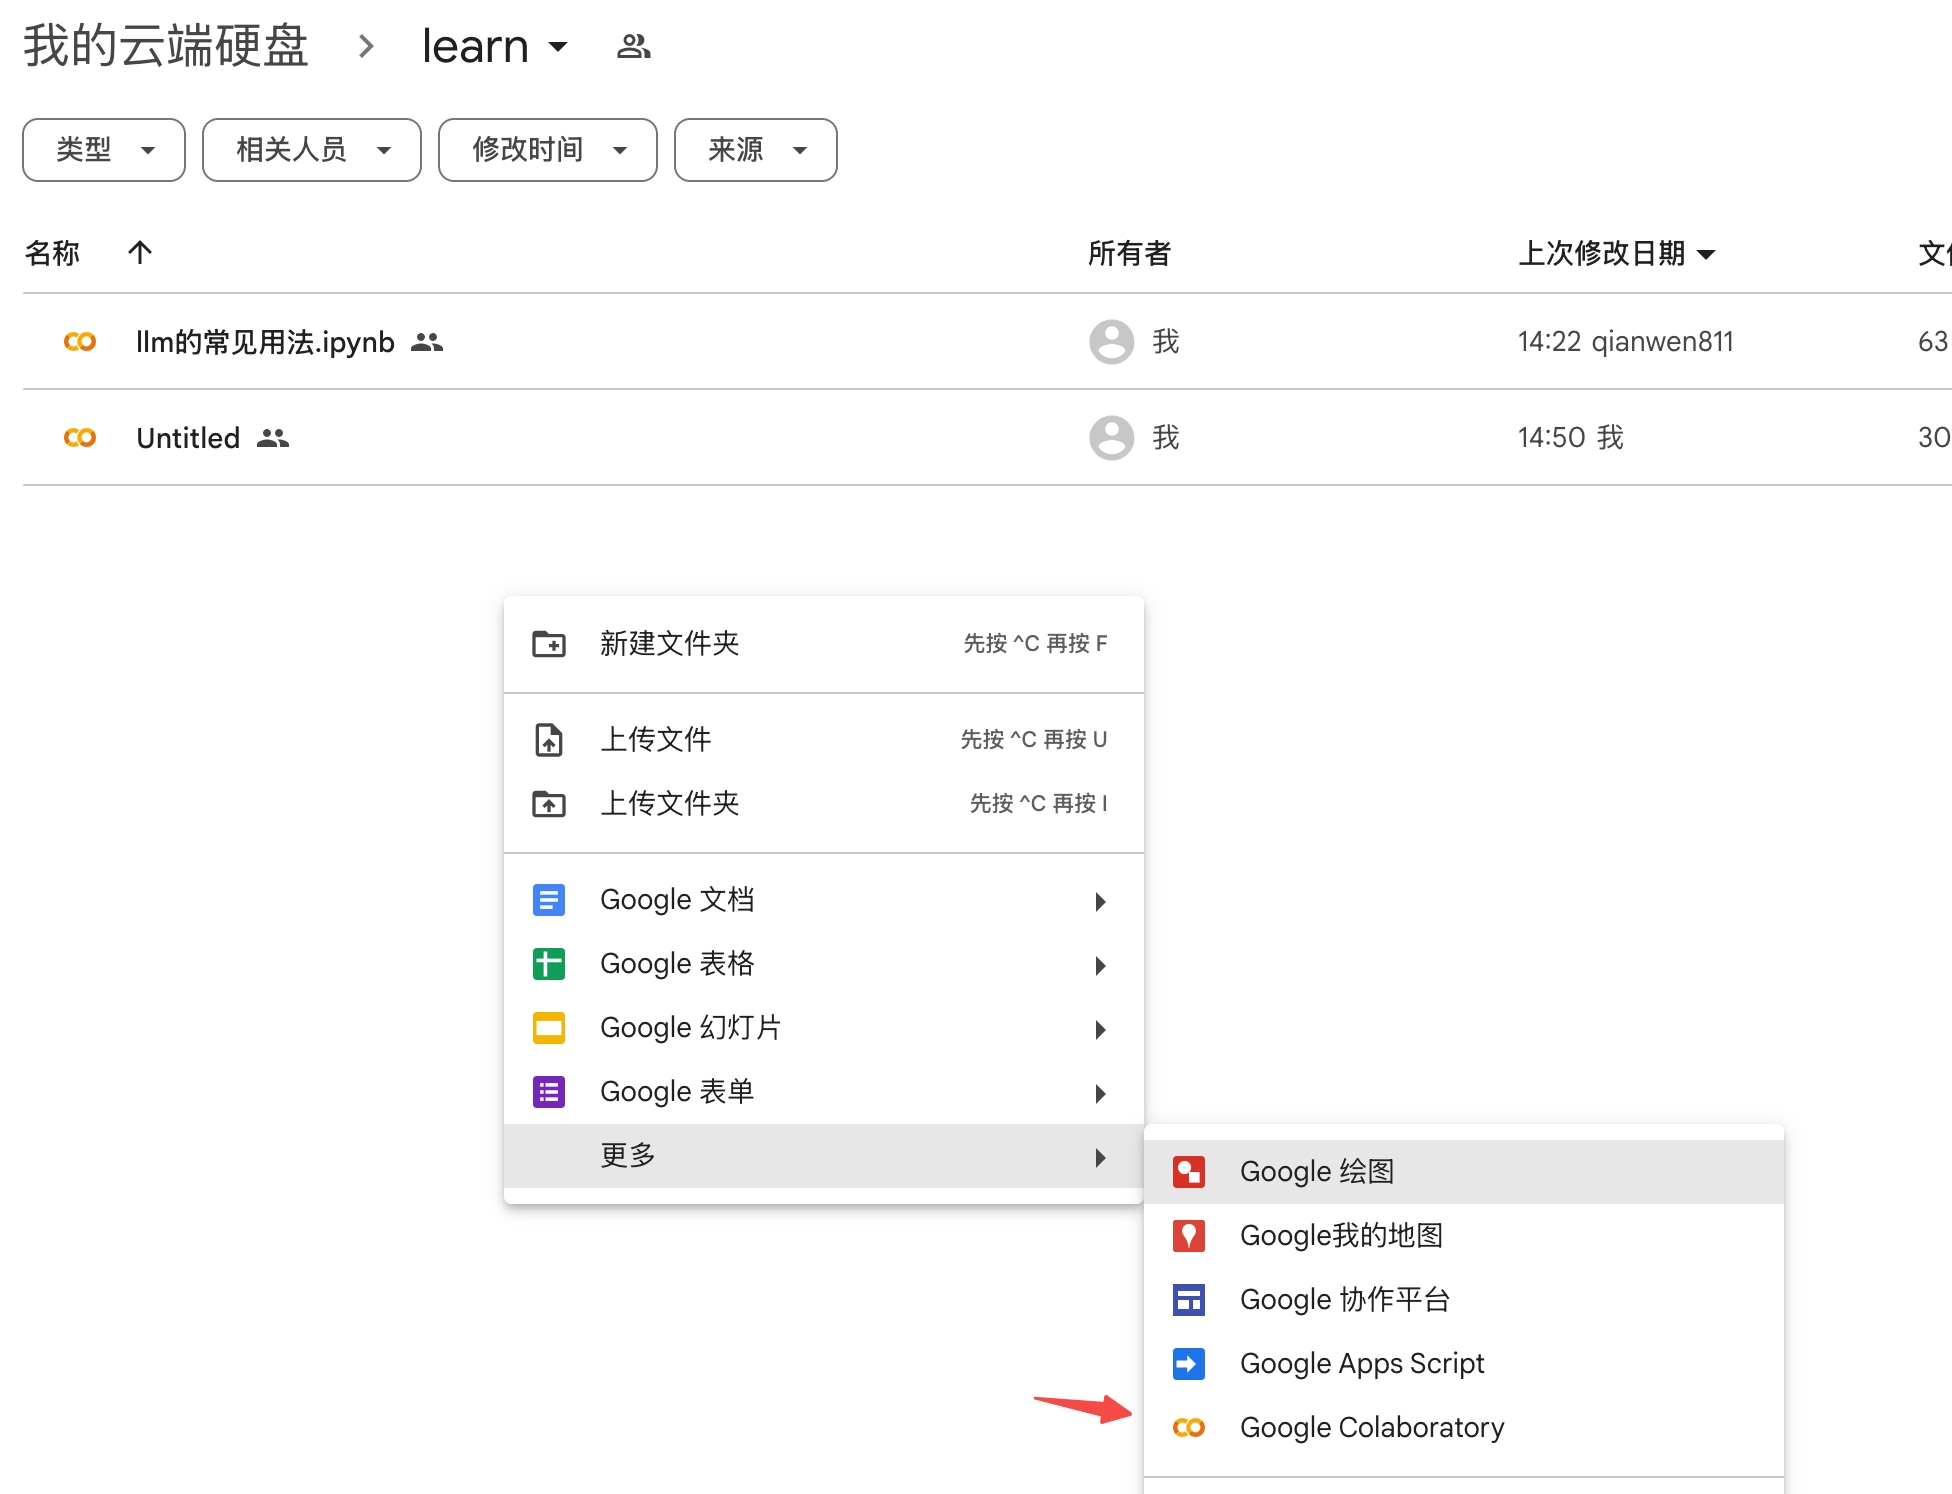 我的云端硬盘 learn
类型 相关人员 修改时间 来源
名称 所有者 上次修改日期
llm的常见用法.ipynb 我 14:22 qianwen811 63
Untitled 我 14:50 我 30
新建文件夹 先按 ^C 再按 F
上传文件 先按 ^C 再按 U
上传文件夹 先按 ^C 再按 I
Google 文档
Google 表格
Google 幻灯片
Google 表单
更多
Google 绘图
Google我的地图
Google 协作平台
Google Apps Script
Google Colaboratory